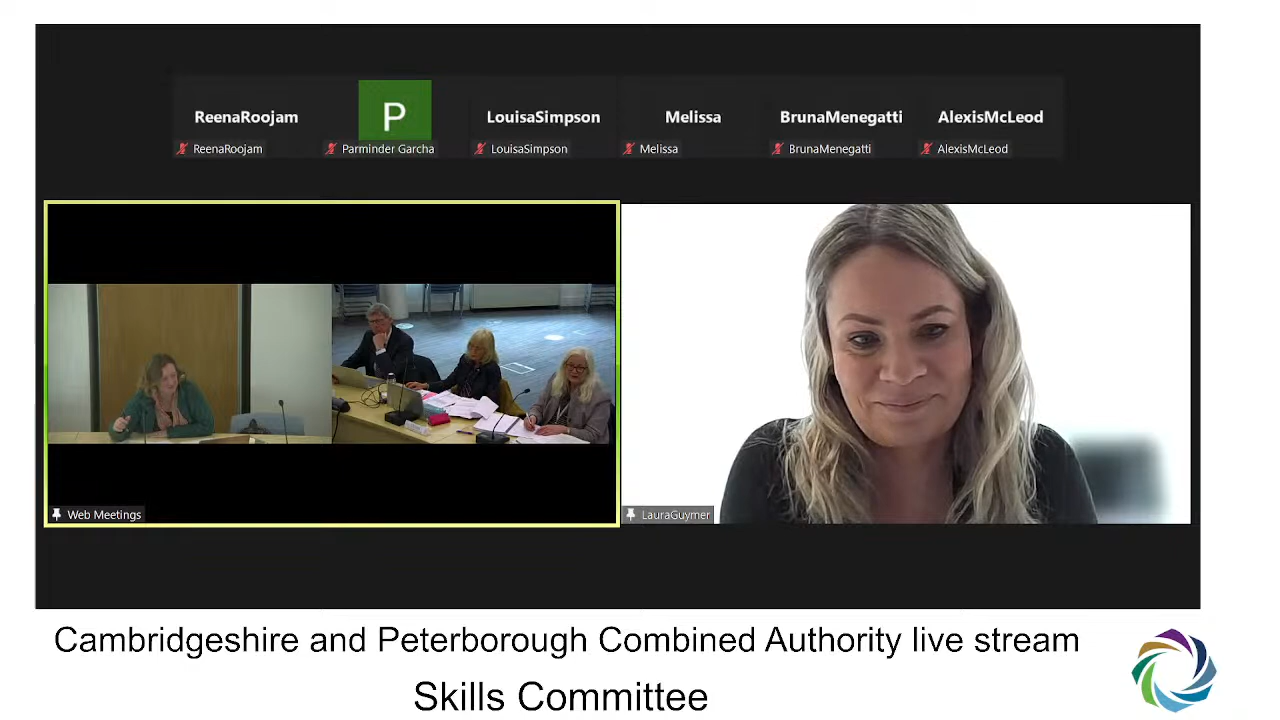 ReenaRoojam
P
LouisaSimpson
Melissa
BrunaMenegatti
AlexisMcLeod
ReenaRoojam
Parminder Garcha
LouisaSimpson
Melissa
BrunaMenegatti
AlexisMcLeod
Web Meetings
LauraGuymer
Cambridgeshire and Peterborough Combined Authority live stream
Skills Committee